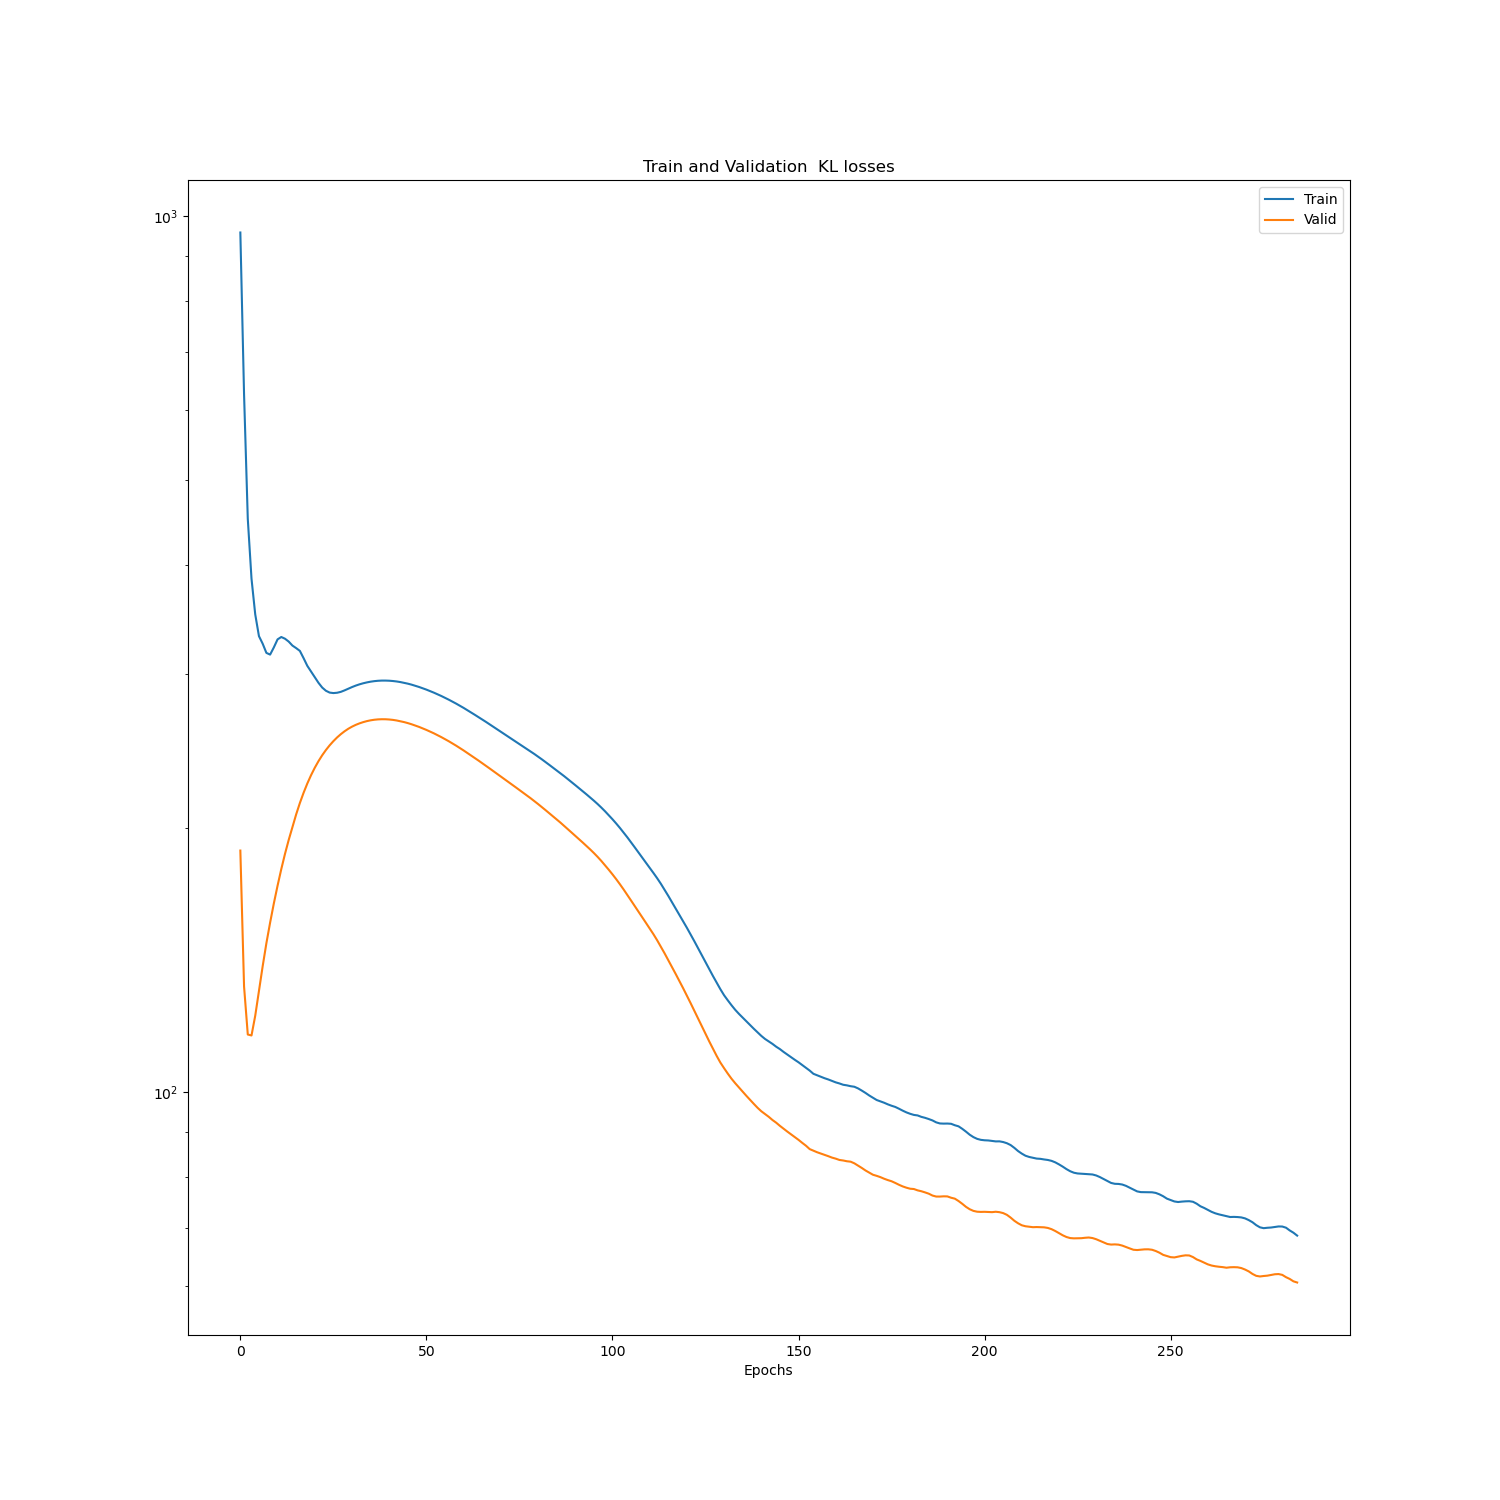 Train and Validation  KL losses
Train
Valid
10³
10²
0 50 100 150 200 250
Epochs